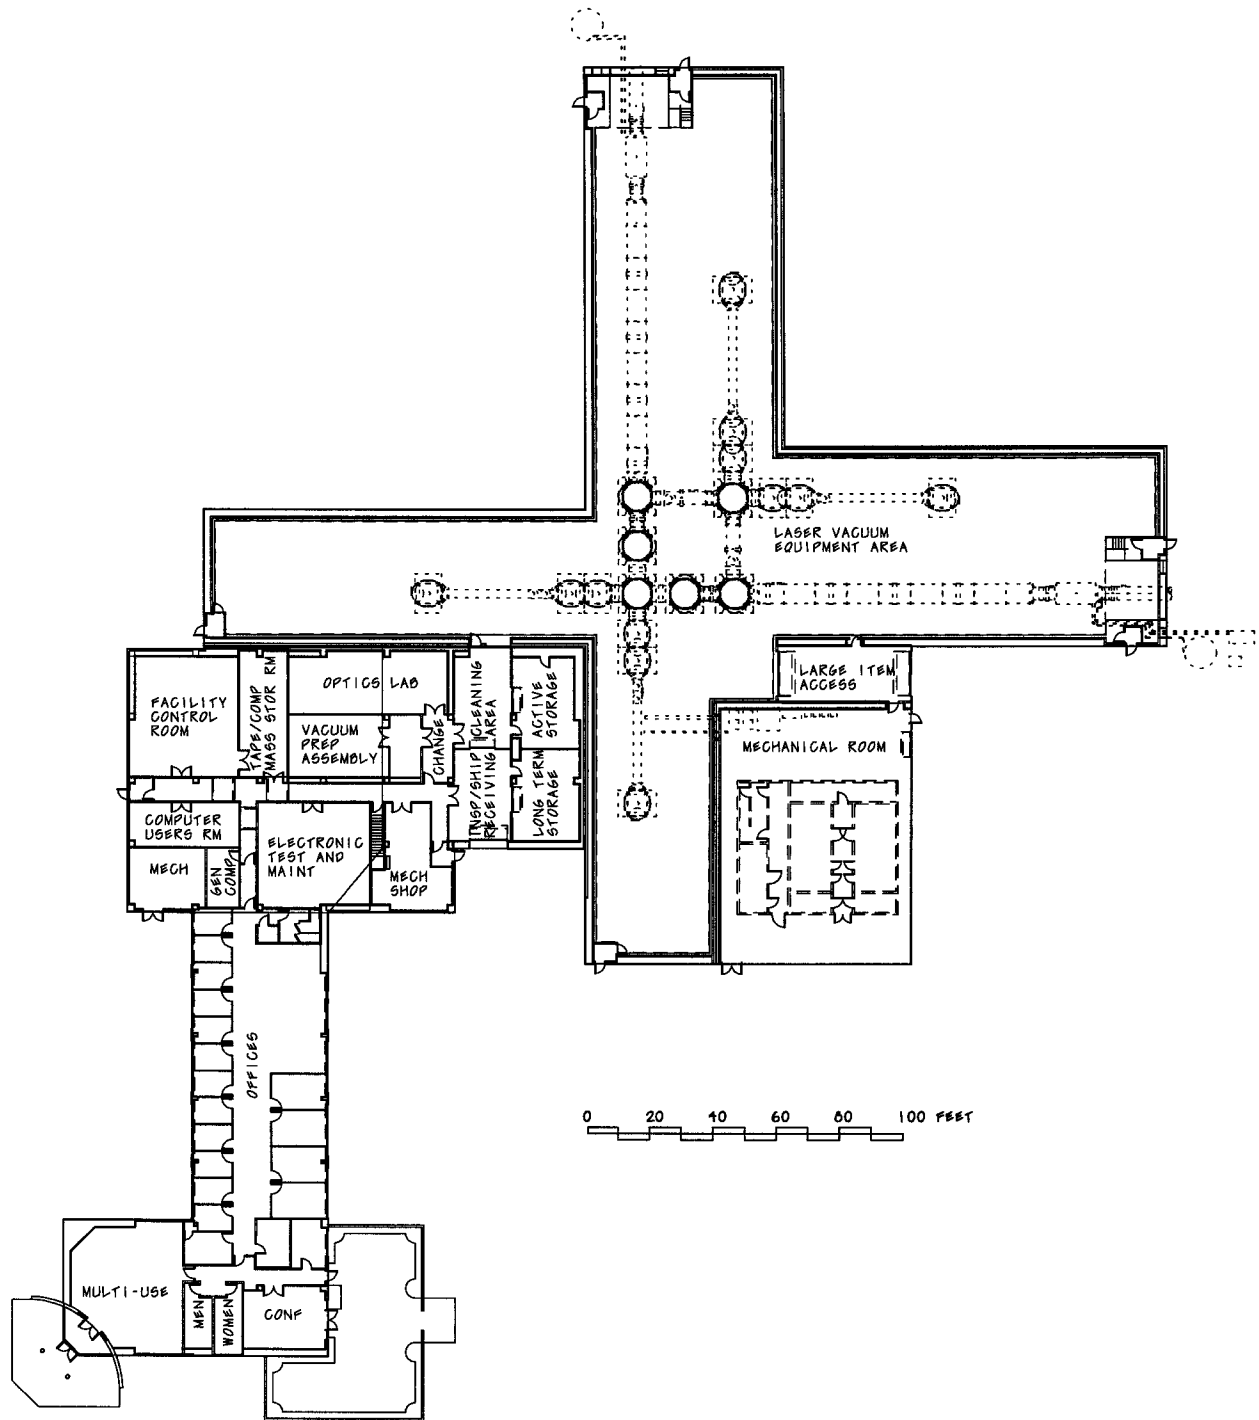 LASER VACUUM
EQUIPMENT AREA
LARGE ITEM
ACCESS
FACILITY
CONTROL
ROOM
TAPE/COMP
MASS STOR RM
OPTICS LAB
VACUUM
PREP
ASSEMBLY
CHANGE
CLEANING
AREA
ACTIVE
STORAGE
MECHANICAL ROOM
INSP/SHIP
RECEIVING
LONG TERM
STORAGE
COMPUTER
USERS RM
ELECTRONIC
TEST AND
MAINT
MECH
GEN
COMP
MECH
SHOP
OFFICES
0 20 40 60 80 100 FEET
MULTI-USE
MEN
WOMEN
CONF